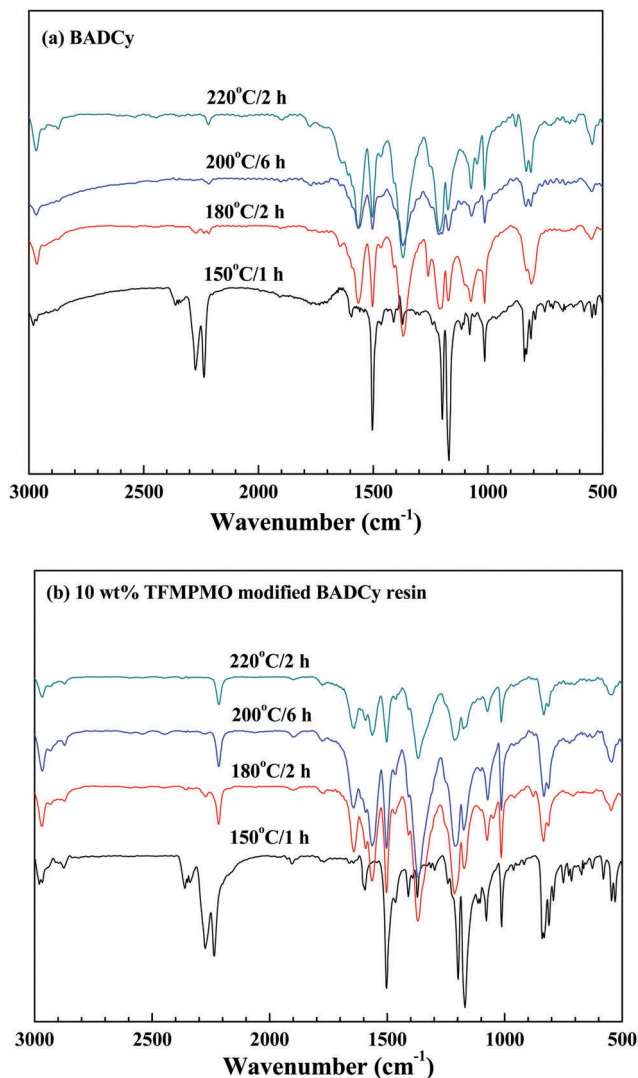 (a) BADCy
220°C/2 h
200°C/6 h
180°C/2 h
150°C/1 h
3000 2500 2000 1500 1000 500
Wavenumber (cm⁻¹)
(b) 10 wt% TFMPMO modified BADCy resin
220°C/2 h
200°C/6 h
180°C/2 h
150°C/1 h
3000 2500 2000 1500 1000 500
Wavenumber (cm⁻¹)